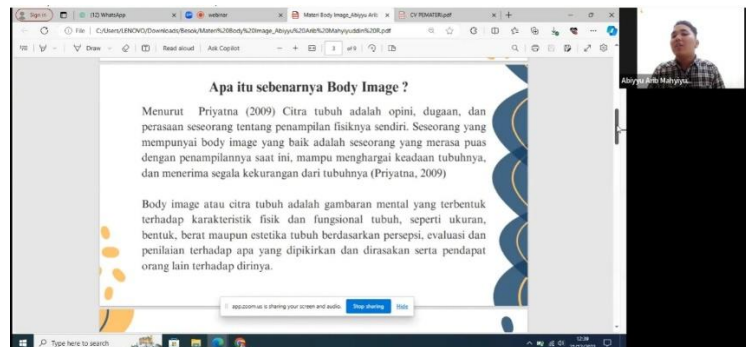 Sign in
(12) WhatsApp
webinar
Materi Body Image_Abiyyu Arib
CV PEMATERI.pdf
File
C:/Users/LENOVO/Downloads/Besok/Materi%20Body%20Image_Abiyyu%20Arib%20Mahyiyuddin%20R.pdf
Draw
Read aloud
Ask Copilot
3 of 9
Abiyyu Arib Mahyiyu...
Apa itu sebenarnya Body Image ?
Menurut Priyatna (2009) Citra tubuh adalah opini, dugaan, dan
perasaan seseorang tentang penampilan fisiknya sendiri. Seseorang yang
mempunyai body image yang baik adalah seseorang yang merasa puas
dengan penampilannya saat ini, mampu menghargai keadaan tubuhnya,
dan menerima segala kekurangan dari tubuhnya (Priyatna, 2009)
Body image atau citra tubuh adalah gambaran mental yang terbentuk
terhadap karakteristik fisik dan fungsional tubuh, seperti ukuran,
bentuk, berat maupun estetika tubuh berdasarkan persepsi, evaluasi dan
penilaian terhadap apa yang dipikirkan dan dirasakan serta pendapat
orang lain terhadap dirinya.
app.zoom.us is sharing your screen and audio.
Stop sharing
Hide
Type here to search